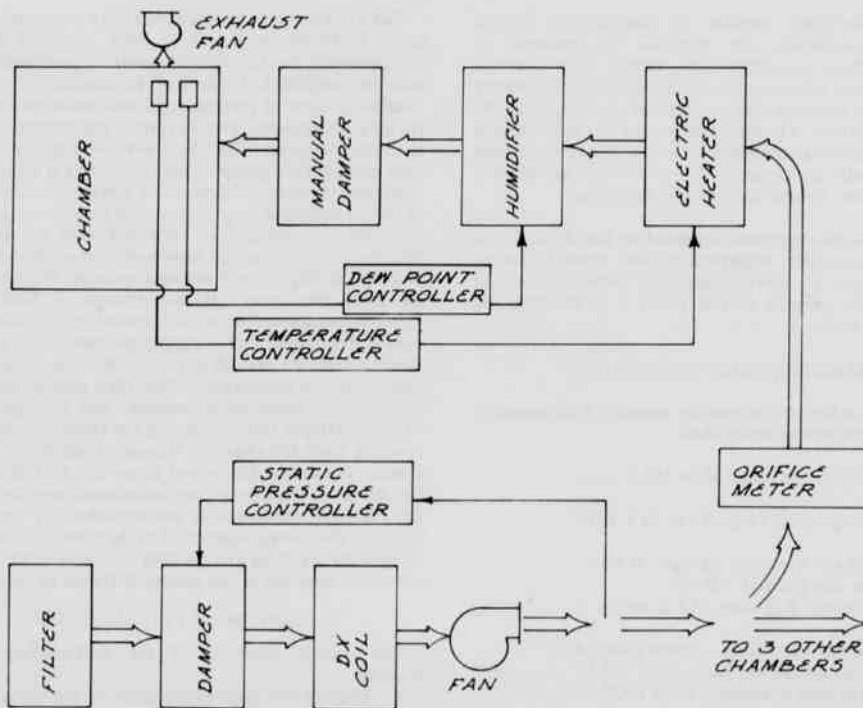 EXHAUST
FAN
CHAMBER
MANUAL
DAMPER
HUMIDIFIER
ELECTRIC
HEATER
DEW POINT
CONTROLLER
TEMPERATURE
CONTROLLER
STATIC
PRESSURE
CONTROLLER
ORIFICE
METER
FILTER
DAMPER
DX
COIL
FAN
TO 3 OTHER
CHAMBERS